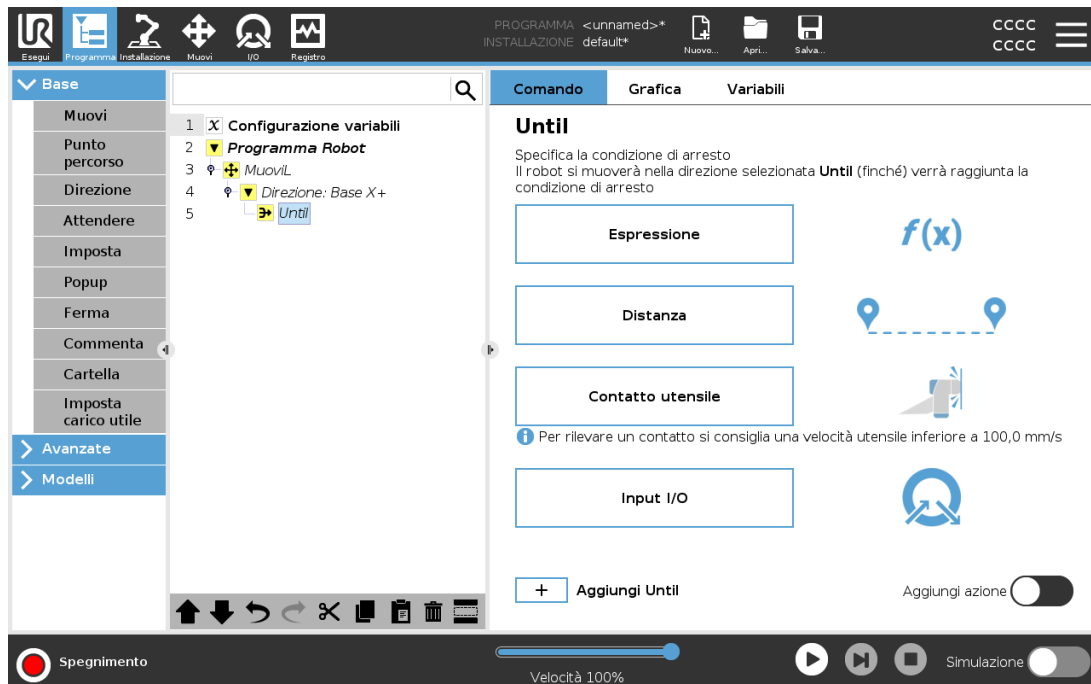 PROGRAMMA <unnamed>*
INSTALLAZIONE default*
UR
Esegui
Programma
Installazione
Muovi
I/O
Registro
Nuovo...
Apri...
Salva...
CCCC
CCCC
Base
Muovi
Punto
percorso
Direzione
Attendere
Imposta
Popup
Ferma
Commenta
Cartella
Imposta
carico utile
Avanzate
Modelli
1 X Configurazione variabili
2 Programma Robot
3 MuoviL
4 Direzione: Base X+
5 Until
Comando Grafica Variabili
Until
Specifica la condizione di arresto
Il robot si muoverà nella direzione selezionata Until (finché) verrà raggiunta la
condizione di arresto
Espressione
f(x)
Distanza
Contatto utensile
i Per rilevare un contatto si consiglia una velocità utensile inferiore a 100,0 mm/s
Input I/O
+ Aggiungi Until
Aggiungi azione
Spegnimento
Velocità 100%
Simulazione